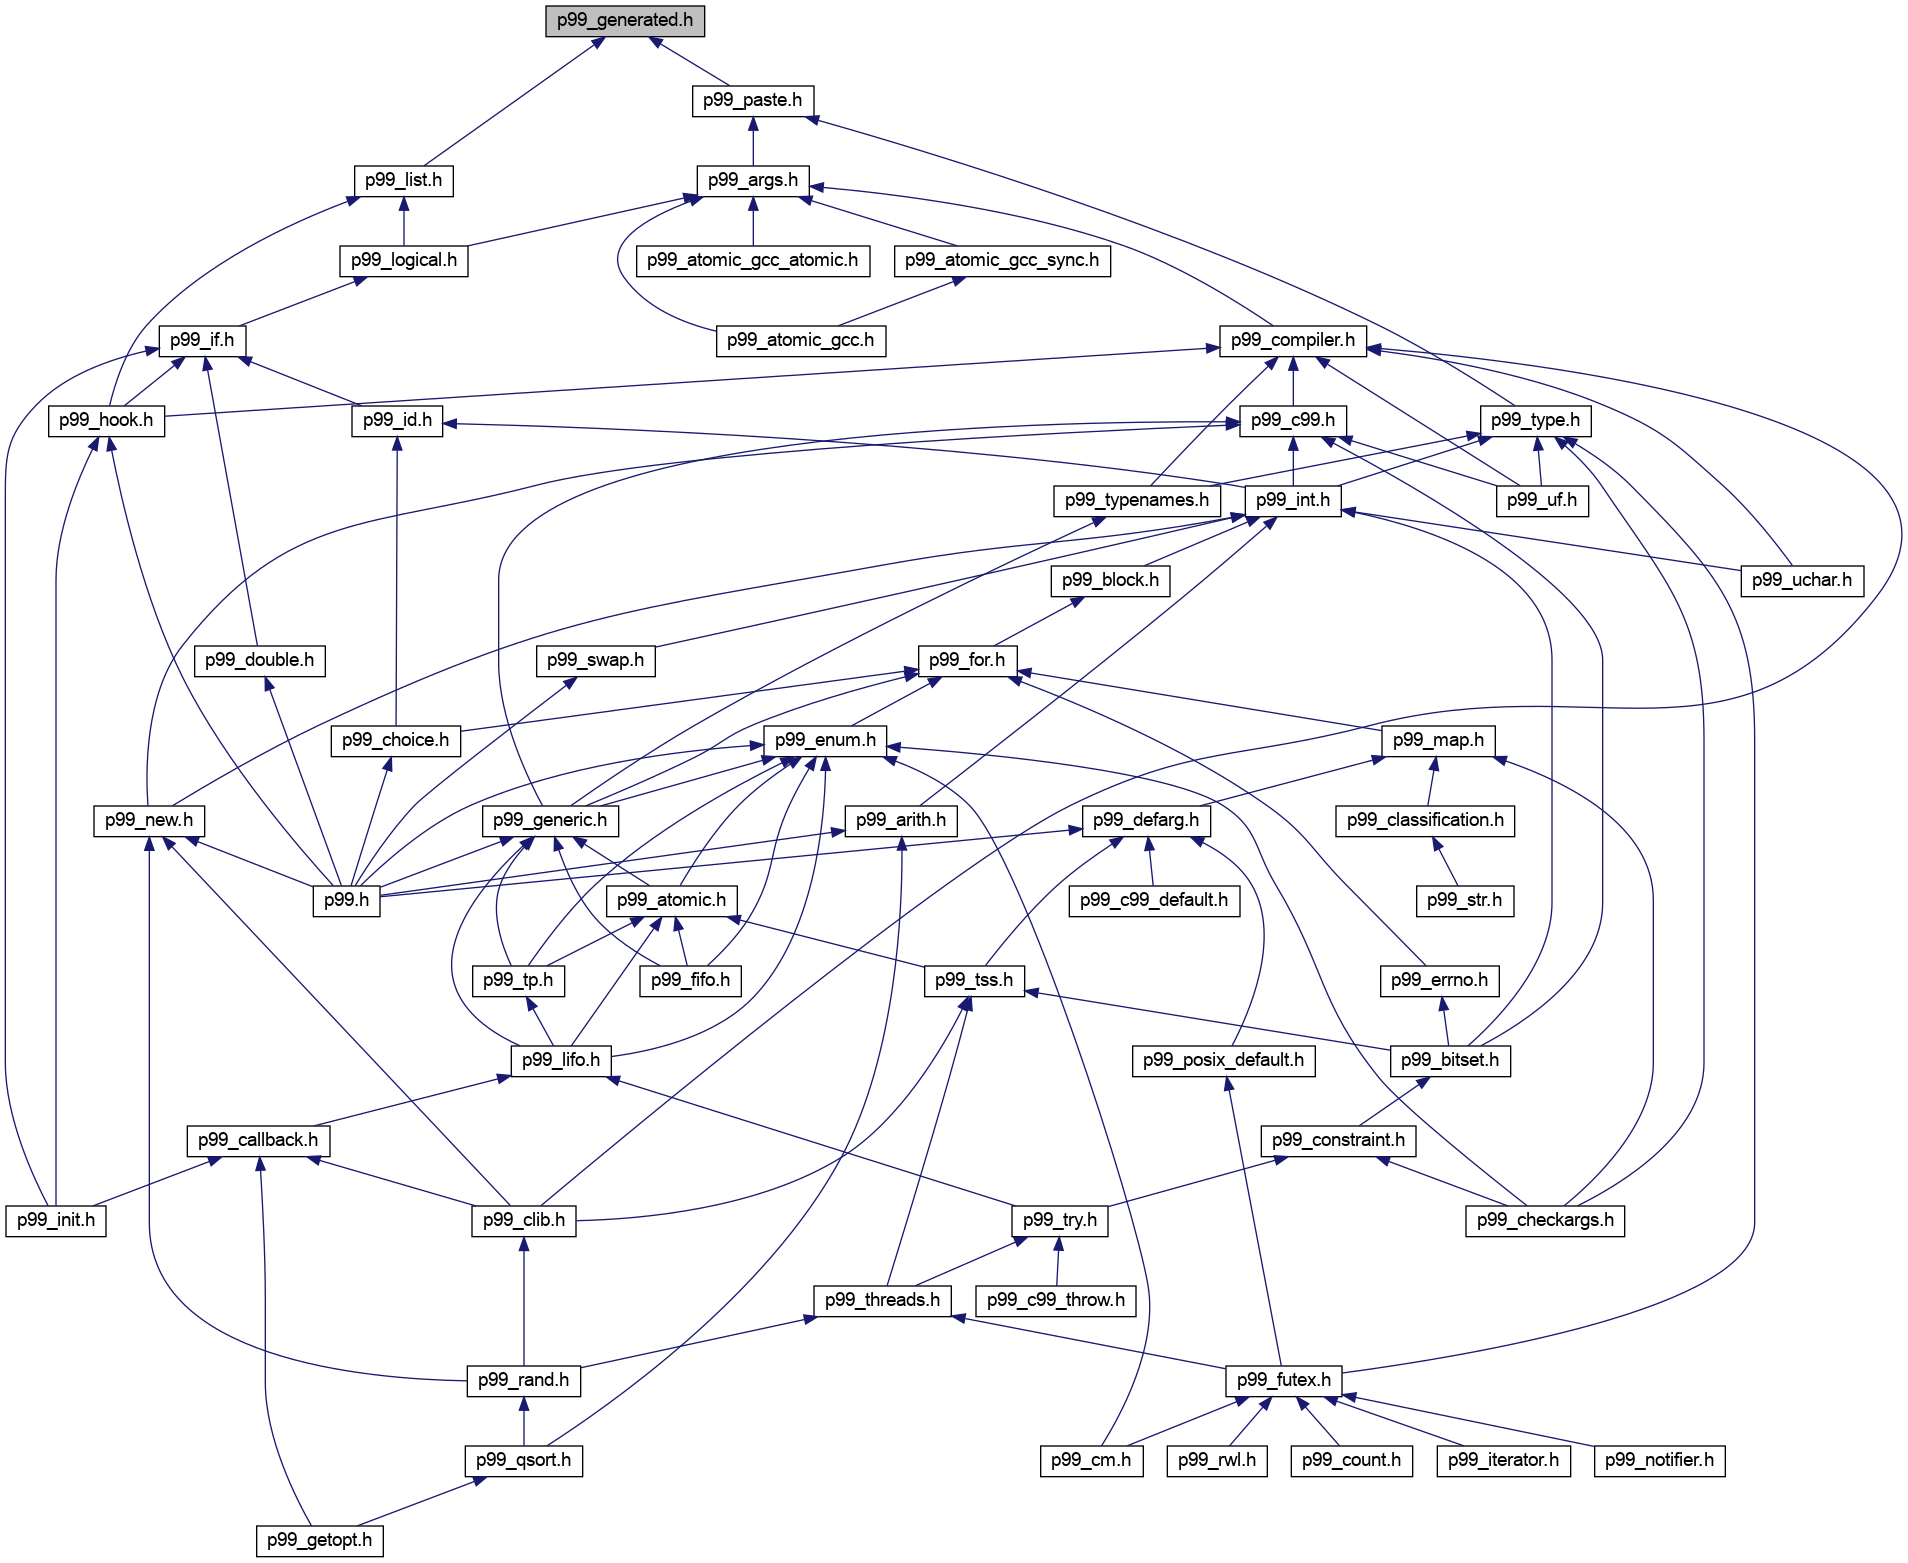 p99_generated.h
p99_paste.h
p99_list.h
p99_args.h
p99_logical.h
p99_atomic_gcc_atomic.h
p99_atomic_gcc_sync.h
p99_if.h
p99_atomic_gcc.h
p99_compiler.h
p99_hook.h
p99_id.h
p99_c99.h
p99_type.h
p99_typenames.h
p99_int.h
p99_uf.h
p99_block.h
p99_uchar.h
p99_double.h
p99_swap.h
p99_for.h
p99_choice.h
p99_enum.h
p99_map.h
p99_new.h
p99_generic.h
p99_arith.h
p99_defarg.h
p99_classification.h
p99.h
p99_atomic.h
p99_c99_default.h
p99_str.h
p99_tp.h
p99_fifo.h
p99_tss.h
p99_errno.h
p99_lifo.h
p99_posix_default.h
p99_bitset.h
p99_callback.h
p99_constraint.h
p99_init.h
p99_clib.h
p99_try.h
p99_checkargs.h
p99_threads.h
p99_c99_throw.h
p99_rand.h
p99_futex.h
p99_qsort.h
p99_cm.h
p99_rwl.h
p99_count.h
p99_iterator.h
p99_notifier.h
p99_getopt.h